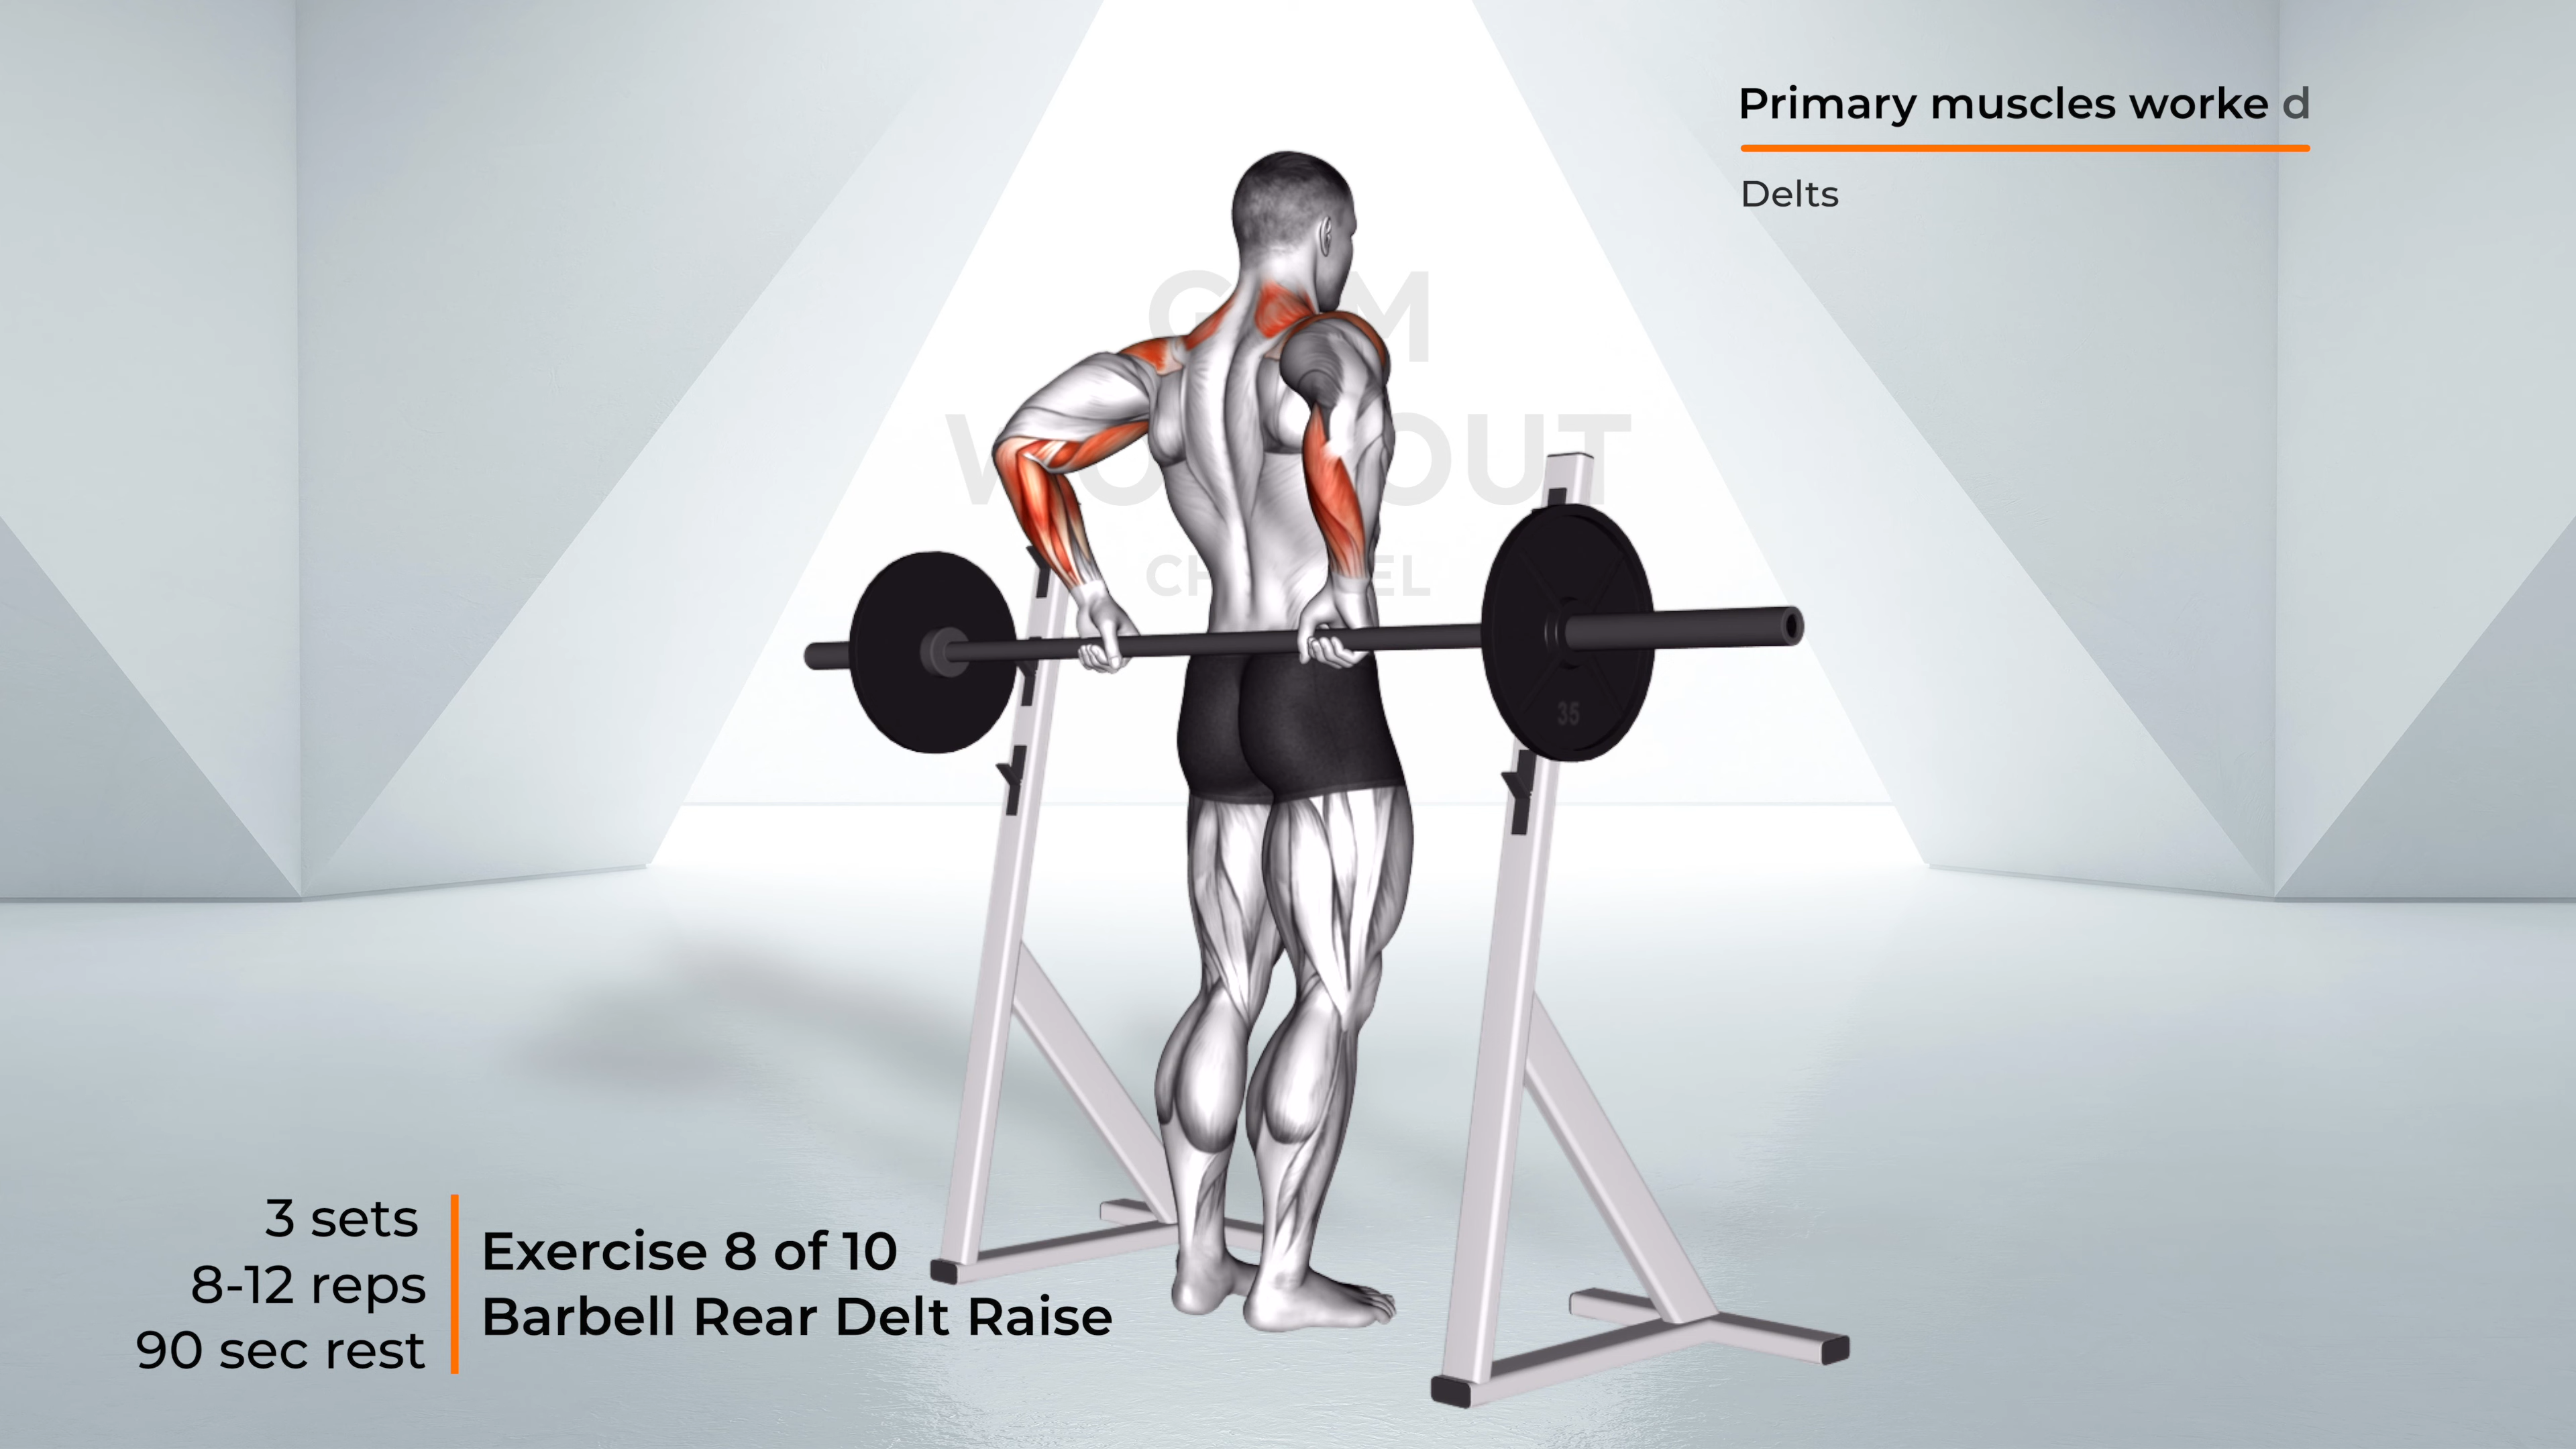 Primary muscles worke d
Delts
35
3 sets
8-12 reps
90 sec rest
Exercise 8 of 10
Barbell Rear Delt Raise